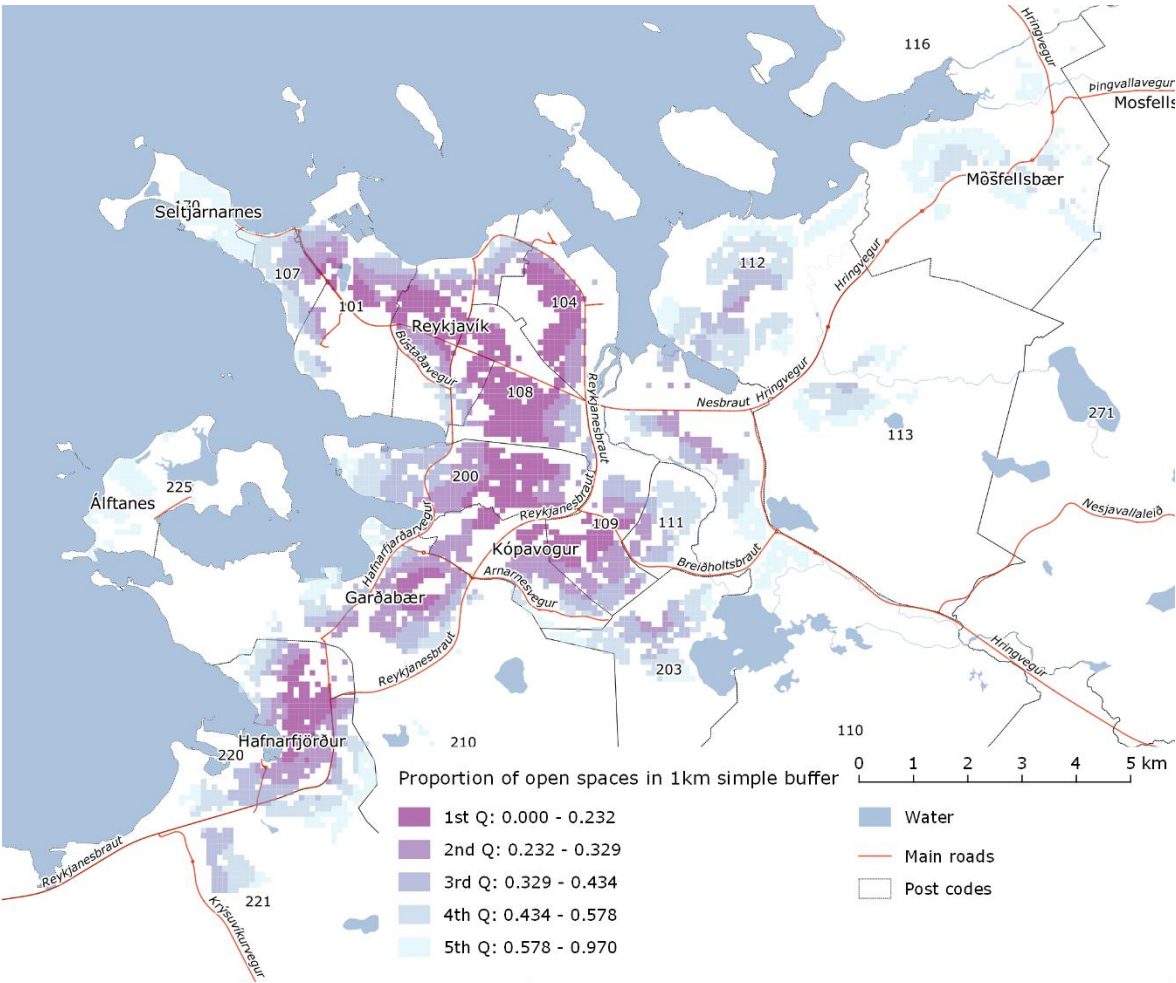 116
Hringvegur
Þingvallavegur
Mosfells
Mosfellsbær
Seltjarnarnes
170
107
112
Hringvegur
101
104
Reykjavík
Bústaðavegur
108
Reykjanesbraut
Nesbraut
Hringvegur
271
113
200
225
Álftanes
Reykjanesbraut
109
111
Nesjavallaleið
Hafnarfjarðarvegur
Kópavogur
Breiðholtsbraut
Arnarnesvegur
Garðabær
Reykjanesbraut
203
Hringvegur
110
210
Hafnarfjörður
220
Reykjanesbraut
221
Krýsuvíkurvegur
Proportion of open spaces in 1km simple buffer
1st Q: 0.000 - 0.232
2nd Q: 0.232 - 0.329
3rd Q: 0.329 - 0.434
4th Q: 0.434 - 0.578
5th Q: 0.578 - 0.970
0 1 2 3 4 5 km
Water
Main roads
Post codes